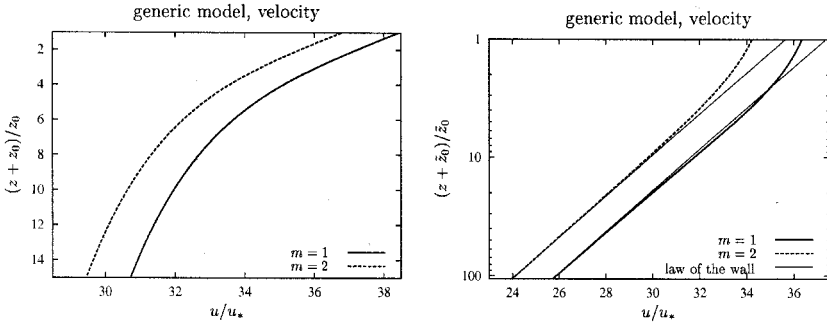 generic model, velocity
(z + z₀)/z₀
2
4
6
8
10
12
14
m = 1
m = 2
30
32
34
36
38
u/u*
generic model, velocity
(z + z̃₀)/z̃₀
1
10
100
m = 1
m = 2
law of the wall
24
26
28
30
32
34
36
u/u*